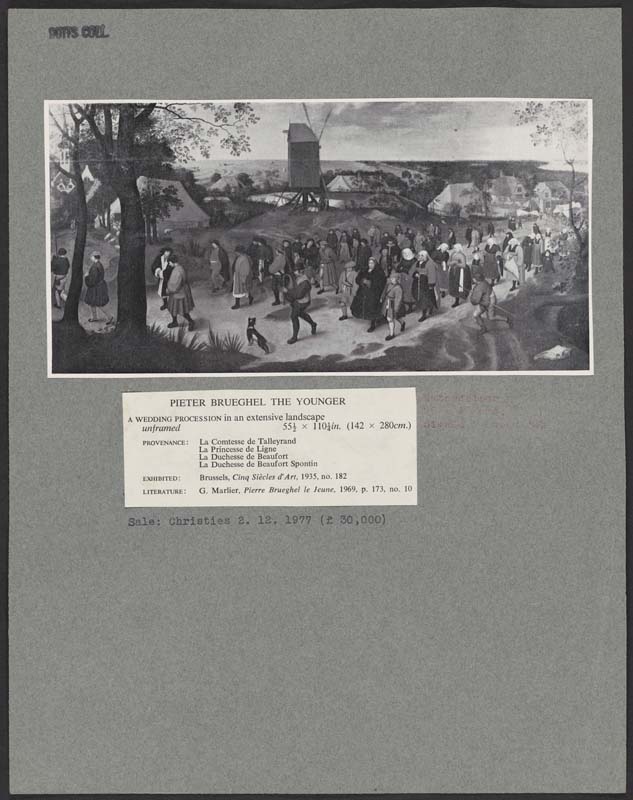 DOTVS COLL.
PIETER BRUEGHEL THE YOUNGER
A WEDDING PROCESSION in an extensive landscape
unframed 55½ × 110¼in. (142 × 280cm.)
PROVENANCE: La Comtesse de Talleyrand
La Princesse de Ligne
La Duchesse de Beaufort
La Duchesse de Beaufort Spontin
EXHIBITED: Brussels, Cinq Siècles d'Art, 1935, no. 182
LITERATURE: G. Marlier, Pierre Brueghel le Jeune, 1969, p. 173, no. 10
Sale: Christies 2. 12. 1977 (£ 30,000)